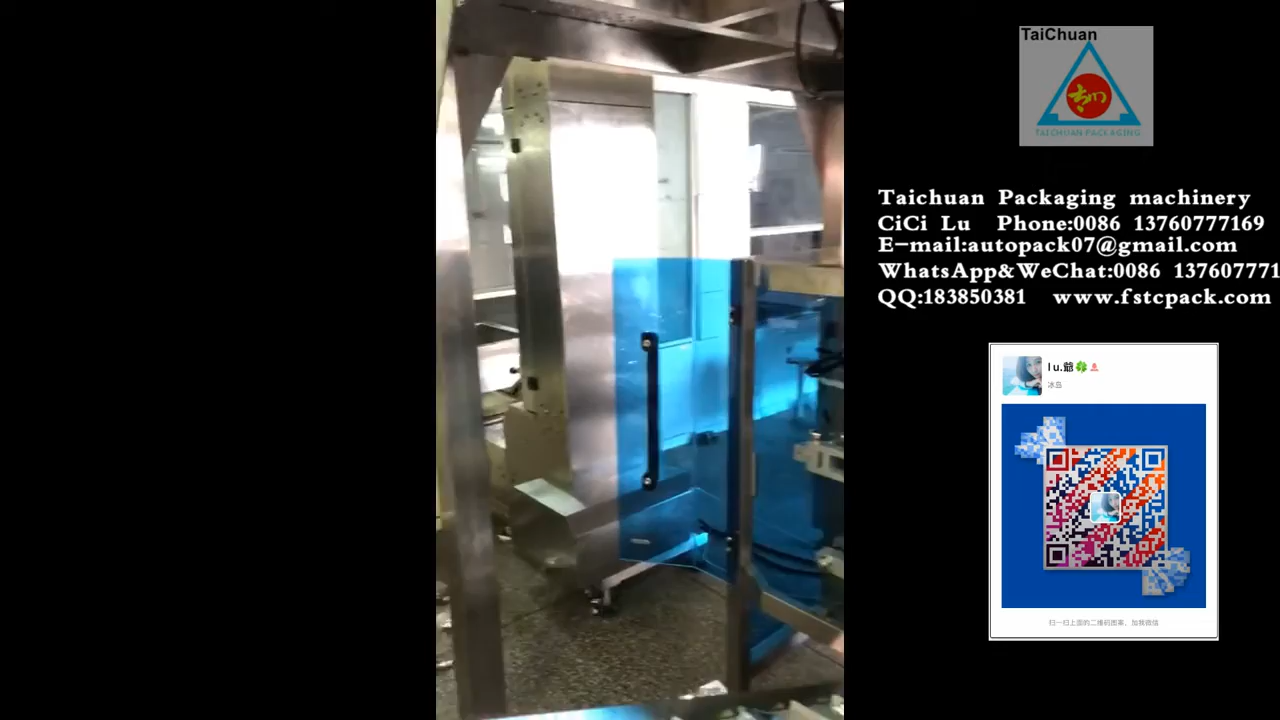 TaiChuan
TAICHUAN PACKAGING
Taichuan Packaging machinery
CiCi Lu Phone:0086 13760777169
E-mail:autopack07@gmail.com
WhatsApp&WeChat:0086 137607771
QQ:183850381 www.fstcpack.com
lu.爺
冰岛
扫一扫上面的二维码图案，加我微信